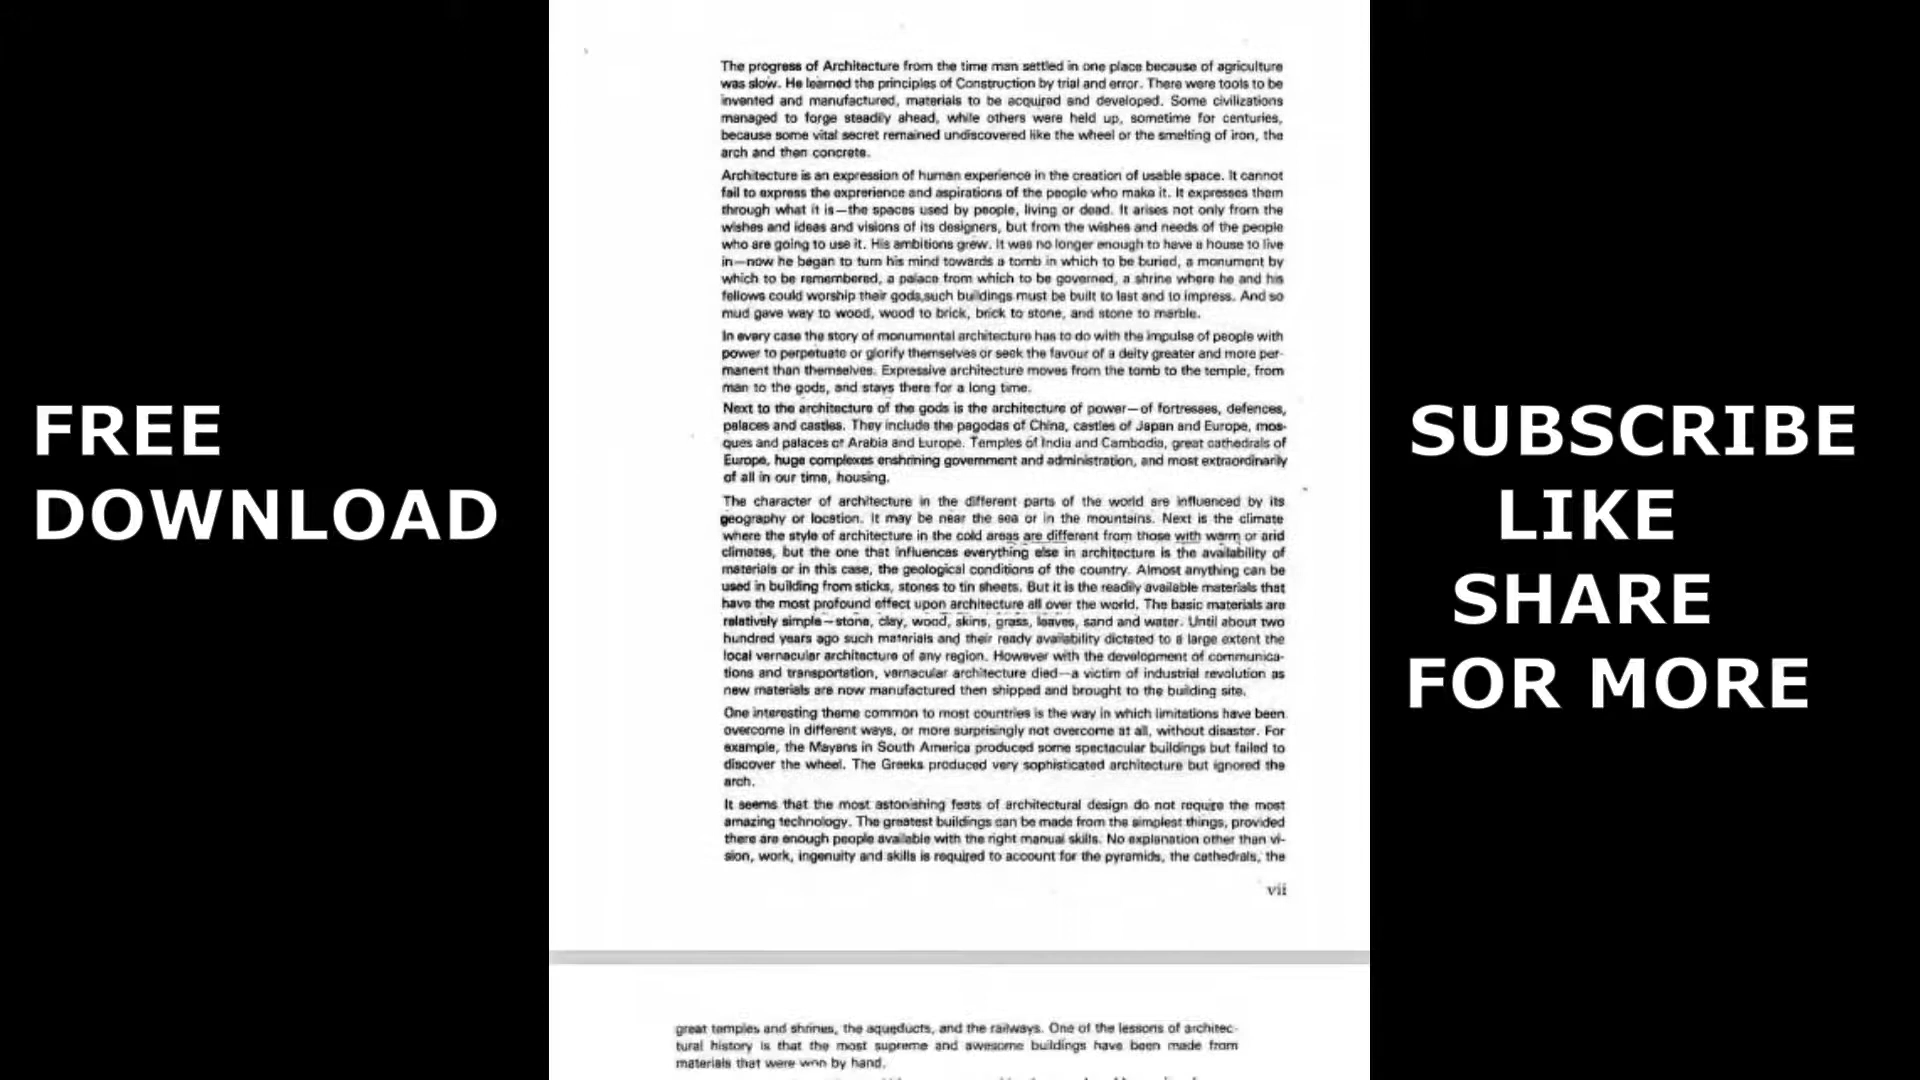 FREE
DOWNLOAD
The progress of Architecture from the time man settled in one place because of agriculture
was slow. He learned the principles of Construction by trial and error. There were tools to be
invented and manufactured, materials to be acquired and developed. Some civilizations
managed to forge steadily ahead, while others were held up, sometime for centuries,
because some vital secret remained undiscovered like the wheel or the smelting of iron, the
arch and then concrete.
Architecture is an expression of human experience in the creation of usable space. It cannot
fail to express the exprerience and aspirations of the people who make it. It expresses them
through what it is—the spaces used by people, living or dead. It arises not only from the
wishes and ideas and visions of its designers, but from the wishes and needs of the people
who are going to use it. His ambitions grew. It was no longer enough to have a house to live
in—now he began to turn his mind towards a tomb in which to be buried, a monument by
which to be remembered, a palace from which to be governed, a shrine where he and his
fellows could worship their gods,such buildings must be built to last and to impress. And so
mud gave way to wood, wood to brick, brick to stone, and stone to marble.
In every case the story of monumental architecture has to do with the impulse of people with
power to perpetuate or glorify themselves or seek the favour of a deity greater and more per-
manent than themselves. Expressive architecture moves from the tomb to the temple, from
man to the gods, and stays there for a long time.
Next to the architecture of the gods is the architecture of power—of fortresses, defences,
palaces and castles. They include the pagodas of China, castles of Japan and Europe, mos-
ques and palaces of Arabia and Europe. Temples of India and Cambodia, great cathedrals of
Europe, huge complexes enshrining government and administration, and most extraordinarily
of all in our time, housing.
The character of architecture in the different parts of the world are influenced by its
geography or location. It may be near the sea or in the mountains. Next is the climate
where the style of architecture in the cold areas are different from those with warm or arid
climates, but the one that influences everything else in architecture is the availability of
materials or in this case, the geological conditions of the country. Almost anything can be
used in building from sticks, stones to tin sheets. But it is the readily available materials that
have the most profound effect upon architecture all over the world. The basic materials are
relatively simple—stone, clay, wood, skins, grass, leaves, sand and water. Until about two
hundred years ago such materials and their ready availability dictated to a large extent the
local vernacular architecture of any region. However with the development of communica-
tions and transportation, vernacular architecture died—a victim of industrial revolution as
new materials are now manufactured then shipped and brought to the building site.
One interesting theme common to most countries is the way in which limitations have been
overcome in different ways, or more surprisingly not overcome at all, without disaster. For
example, the Mayans in South America produced some spectacular buildings but failed to
discover the wheel. The Greeks produced very sophisticated architecture but ignored the
arch.
It seems that the most astonishing feats of architectural design do not require the most
amazing technology. The greatest buildings can be made from the simplest things, provided
there are enough people available with the right manual skills. No explanation other than vi-
sion, work, ingenuity and skills is required to account for the pyramids, the cathedrals, the
vii
great temples and shrines, the aqueducts, and the railways. One of the lessons of architec-
tural history is that the most supreme and awesome buildings have been made from
materials that were won by hand.
SUBSCRIBE
LIKE
SHARE
FOR MORE